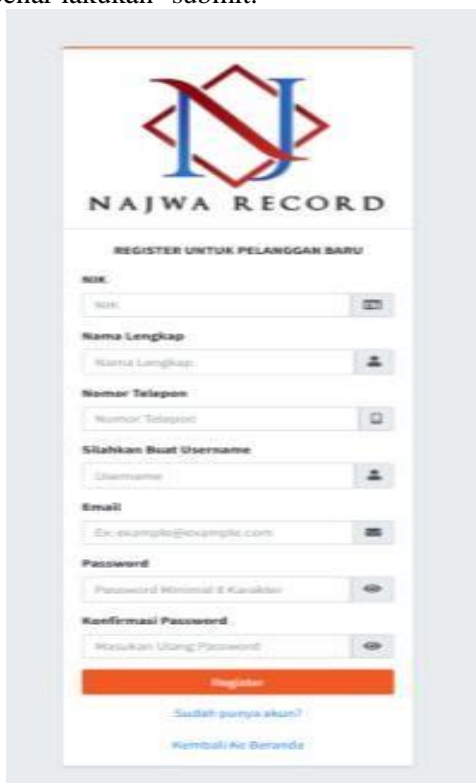 lakukan "submit.
NJ
NAJWA RECORD
REGISTER UNTUK PELANGGAN BARU
NIK
NIK
Nama Lengkap
Nama Lengkap
Nomor Telepon
Nomor Telepon
Silahkan Buat Username
Username
Email
Ex: example@example.com
Password
Password Minimal 8 Karakter
Konfirmasi Password
Masukan Ulang Password
Register
Sudah punya akun?
Kembali Ke Beranda